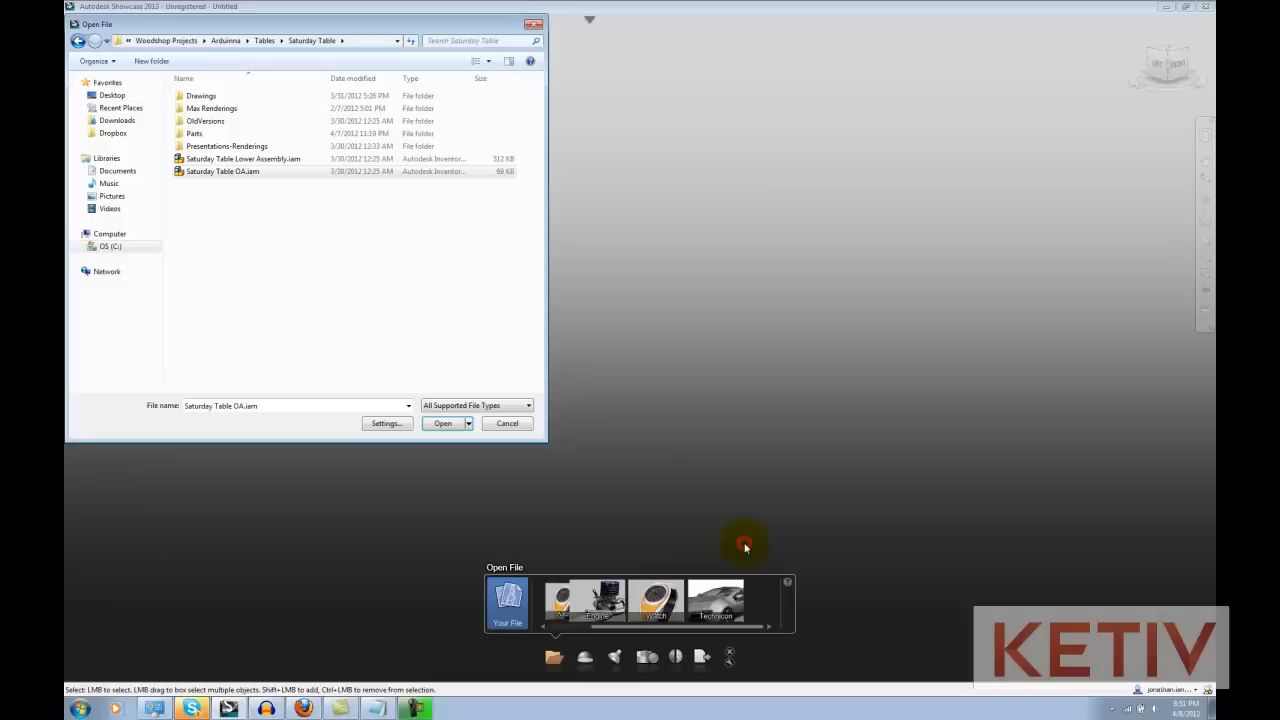 Autodesk Showcase 2013 - Unregistered - Untitled
Open File
« Woodshop Projects Arduinna Tables Saturday Table
Search Saturday Table
Organize New folder
Name Date modified Type Size
Favorites
Desktop
Recent Places
Downloads
Dropbox
Libraries
Documents
Music
Pictures
Videos
Computer
OS (C:)
Network
Drawings 3/31/2012 5:26 PM File folder
Max Renderings 2/7/2012 5:01 PM File folder
OldVersions 3/30/2012 12:25 AM File folder
Parts 4/7/2012 11:19 PM File folder
Presentations-Renderings 3/30/2012 12:33 AM File folder
Saturday Table Lower Assembly.iam 3/30/2012 12:25 AM Autodesk Inventor... 512 KB
Saturday Table OA.iam 3/30/2012 12:25 AM Autodesk Inventor... 69 KB
File name: Saturday Table OA.iam All Supported File Types
Settings... Open Cancel
LEFT FRONT
Open File
Your File
Engine Watch Technicon
KETIV
Select: LMB to select. LMB drag to box select multiple objects. Shift+LMB to add, Ctrl+LMB to remove from selection.
jonathan.lan...
8:31 PM
4/8/2012